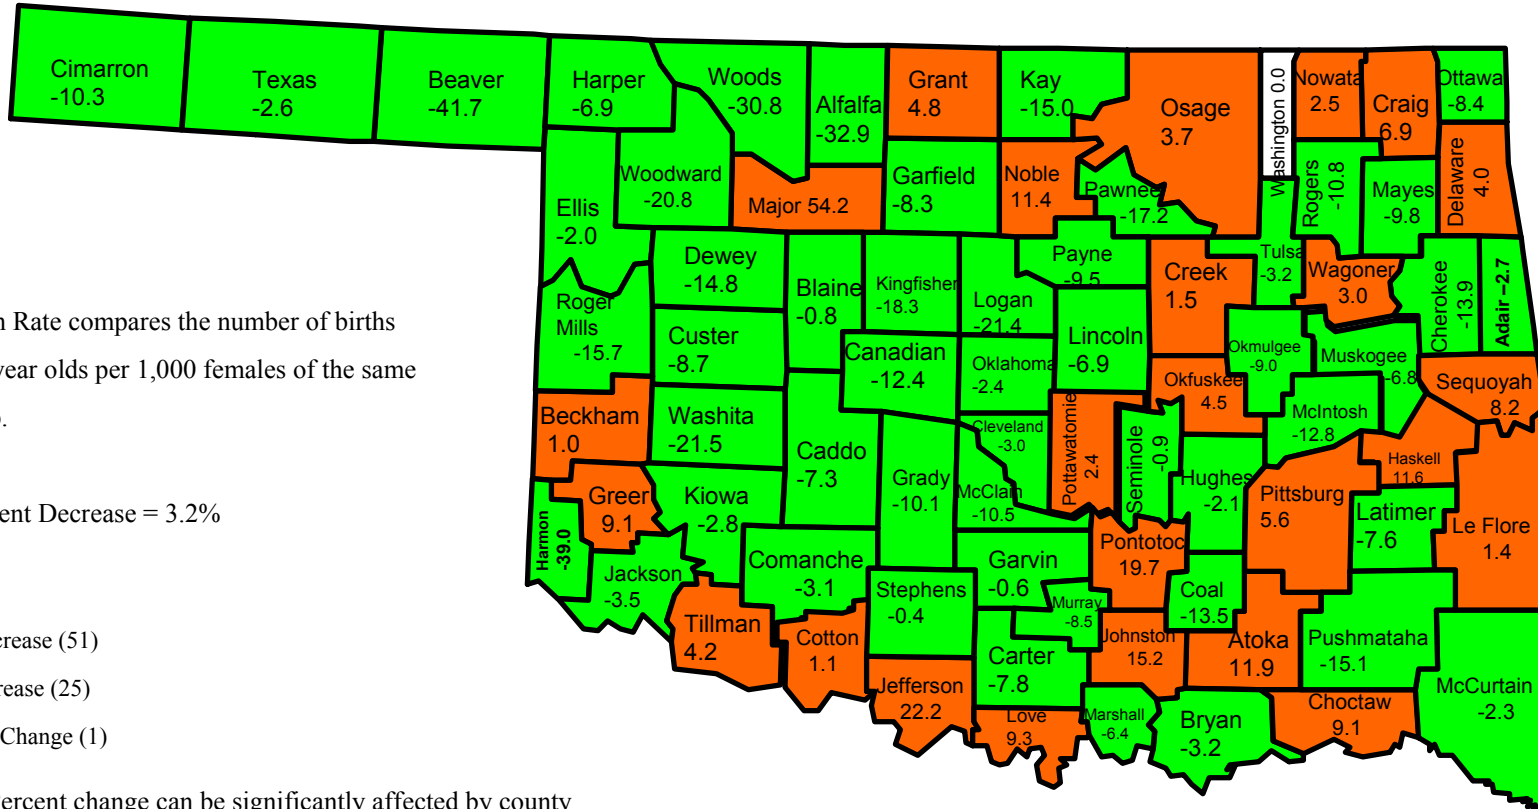 Cimarron
-10.3
Texas
-2.6
Beaver
-41.7
Harper
-6.9
Woods
-30.8
Alfalfa
-32.9
Grant
4.8
Kay
-15.0
Osage
3.7
Washington 0.0
Nowata
2.5
Craig
6.9
Ottawa
-8.4
Woodward
-20.8
Major 54.2
Garfield
-8.3
Noble
11.4
Pawnee
-17.2
Rogers
-10.8
Mayes
-9.8
Delaware
4.0
Ellis
-2.0
Dewey
-14.8
Blaine
-0.8
Kingfisher
-18.3
Logan
-21.4
Payne
-9.5
Creek
1.5
Tulsa
-3.2
Wagoner
3.0
Cherokee
-13.9
Adair –2.7
Roger
Mills
-15.7
Custer
-8.7
Canadian
-12.4
Oklahoma
-2.4
Lincoln
-6.9
Okmulgee
-9.0
Muskogee
-6.8
Sequoyah
8.2
Okfuskee
4.5
McIntosh
-12.8
Beckham
1.0
Washita
-21.5
Caddo
-7.3
Grady
-10.1
Cleveland
-3.0
McClain
-10.5
Pottawatomie
2.4
Seminole
-0.9
Hughes
-2.1
Haskell
11.6
Pittsburg
5.6
Latimer
-7.6
Le Flore
1.4
Greer
9.1
Kiowa
-2.8
Harmon
-39.0
Jackson
-3.5
Comanche
-3.1
Stephens
-0.4
Garvin
-0.6
Murray
-8.5
Pontotoc
19.7
Coal
-13.5
Johnston
15.2
Atoka
11.9
Pushmataha
-15.1
McCurtain
-2.3
Tillman
4.2
Cotton
1.1
Jefferson
22.2
Carter
-7.8
Love
9.3
Marshall
-6.4
Bryan
-3.2
Choctaw
9.1
Rate compares the number of births
year olds per 1,000 females of the same
ent Decrease = 3.2%
crease (51)
rease (25)
Change (1)
ercent change can be significantly affected by county